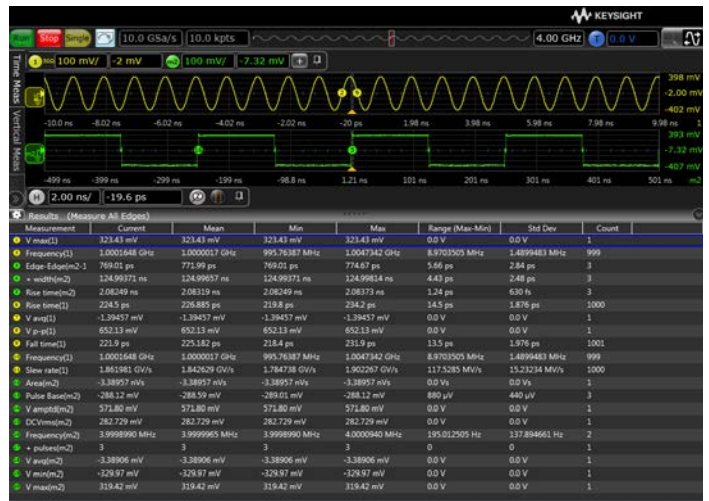 KEYSIGHT
Run Stop Single 10.0 GSa/s 10.0 kpts 4.00 GHz T 0.0 V
1 50Ω 100 mV/ -2 mV m2 100 mV/ -7.32 mV
Time Meas
Vertical Meas
398 mV
-2.00 mV
-402 mV
-10.0 ns -8.02 ns -6.02 ns -4.02 ns -2.02 ns -20 ps 1.98 ns 3.98 ns 5.98 ns 7.98 ns 9.98 ns 1
393 mV
-7.32 mV
-407 mV
-499 ns -399 ns -299 ns -199 ns -98.8 ns 1.21 ns 101 ns 201 ns 301 ns 401 ns 501 ns m2
H 2.00 ns/ -19.6 ps
Results (Measure All Edges)
Measurement Current Mean Min Max Range (Max-Min) Std Dev Count
V max(1) 323.43 mV 323.43 mV 323.43 mV 323.43 mV 0.0 V 0.0 V 1
Frequency(1) 1.0001648 GHz 1.0000017 GHz 995.76387 MHz 1.0047342 GHz 8.9703505 MHz 1.4899483 MHz 999
Edge-Edge(m2-1 769.01 ps 771.99 ps 769.01 ps 774.67 ps 5.66 ps 2.84 ps 3
+ width(m2) 124.99371 ns 124.99657 ns 124.99371 ns 124.99814 ns 4.43 ps 2.48 ps 3
Rise time(m2) 2.08249 ns 2.08319 ns 2.08249 ns 2.08373 ns 1.24 ps 630 fs 3
Rise time(1) 224.5 ps 226.885 ps 219.8 ps 234.2 ps 14.5 ps 1.876 ps 1000
V avg(1) -1.39457 mV -1.39457 mV -1.39457 mV -1.39457 mV 0.0 V 0.0 V 1
V p-p(1) 652.13 mV 652.13 mV 652.13 mV 652.13 mV 0.0 V 0.0 V 1
Fall time(1) 221.9 ps 225.182 ps 218.4 ps 231.9 ps 13.5 ps 1.976 ps 1001
Frequency(1) 1.0001648 GHz 1.0000017 GHz 995.76387 MHz 1.0047342 GHz 8.9703505 MHz 1.4899483 MHz 999
Slew rate(1) 1.861981 GV/s 1.842629 GV/s 1.784738 GV/s 1.902267 GV/s 117.5285 MV/s 15.23234 MV/s 1000
Area(m2) -3.38957 nVs -3.38957 nVs -3.38957 nVs -3.38957 nVs 0.0 Vs 0.0 Vs 1
Pulse Base(m2) -288.12 mV -288.59 mV -289.01 mV -288.12 mV 880 µV 440 µV 3
V amptd(m2) 571.80 mV 571.80 mV 571.80 mV 571.80 mV 0.0 V 0.0 V 1
DCVrms(m2) 282.729 mV 282.729 mV 282.729 mV 282.729 mV 0.0 V 0.0 V 1
Frequency(m2) 3.9998990 MHz 3.9999965 MHz 3.9998990 MHz 4.0000940 MHz 195.012505 Hz 137.894661 Hz 2
+ pulses(m2) 3 3 3 3 0 0 1
V avg(m2) -3.38906 mV -3.38906 mV -3.38906 mV -3.38906 mV 0.0 V 0.0 V 1
V min(m2) -329.97 mV -329.97 mV -329.97 mV -329.97 mV 0.0 V 0.0 V 1
V max(m2) 319.42 mV 319.42 mV 319.42 mV 319.42 mV 0.0 V 0.0 V 1